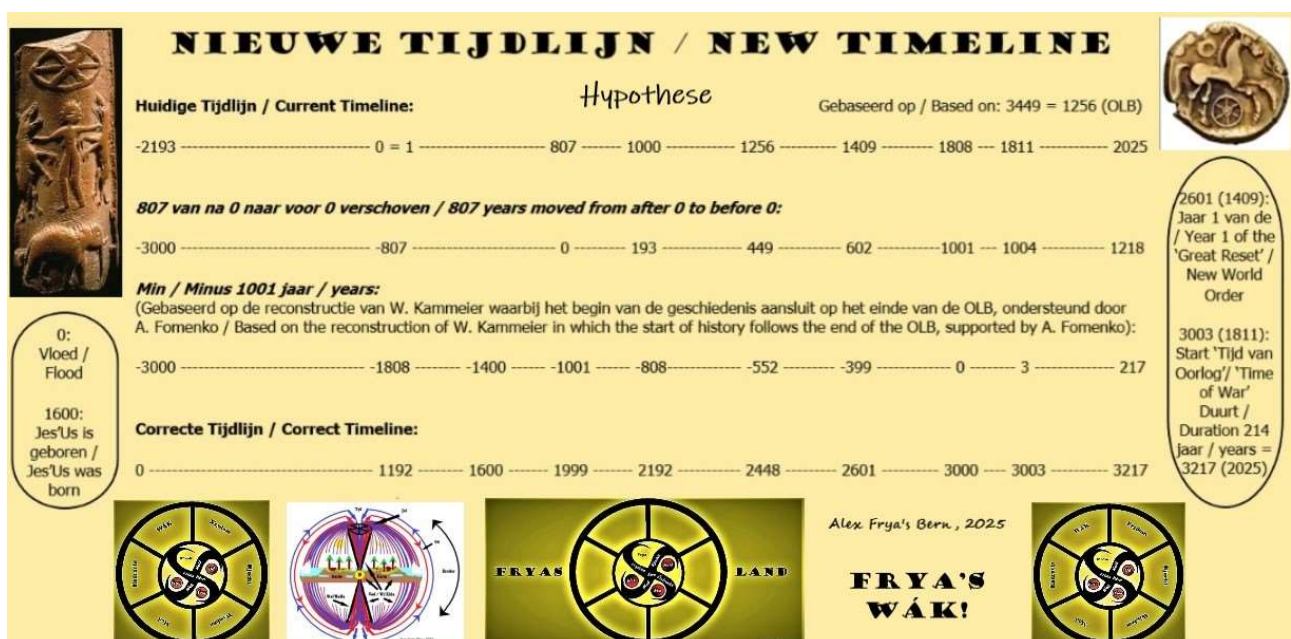 NIEUWE TIJDLIJN / NEW TIMELINE
Hypothese
Huidige Tijdlijn / Current Timeline:
Gebaseerd op / Based on: 3449 = 1256 (OLB)
-2193 ------------------------------- 0 = 1 ------------------- 807 ------- 1000 ------------- 1256 --------- 1409 ------- 1808 --- 1811 ----------- 2025
807 van na 0 naar voor 0 verschoven / 807 years moved from after 0 to before 0:
-3000 ------------------------------- -807 ---------------------- 0 ------- 193 ------------- 449 ---------- 602 ----------1001 --- 1004 ----------- 1218
Min / Minus 1001 jaar / years:
(Gebaseerd op de reconstructie van W. Kammeier waarbij het begin van de geschiedenis aansluit op het einde van de OLB, ondersteund door
A. Fomenko / Based on the reconstruction of W. Kammeier in which the start of history follows the end of the OLB, supported by A. Fomenko):
-3000 ------------------------------- -1808 ------- -1400 ----- -1001 ------ -808------------- -552 --------- -399 ---------- 0 ------- 3 -------------- 217
Correcte Tijdlijn / Correct Timeline:
0 ------------------------------------- 1192 ------- 1600 ------ 1999 ------ 2192 ----------- 2448 --------- 2601 --------- 3000 ---- 3003 --------- 3217
0:
Vloed /
Flood
1600:
Jes'Us is
geboren /
Jes'Us was
born
2601 (1409):
Jaar 1 van de
/ Year 1 of the
'Great Reset' /
New World
Order
3003 (1811):
Start 'Tijd van
Oorlog'/ 'Time
of War'
Duurt /
Duration 214
jaar / years =
3217 (2025)
WÁK
FRYAS LAND
Alex Frya's Bern, 2025
FRYA'S
WÁK!
WÁK